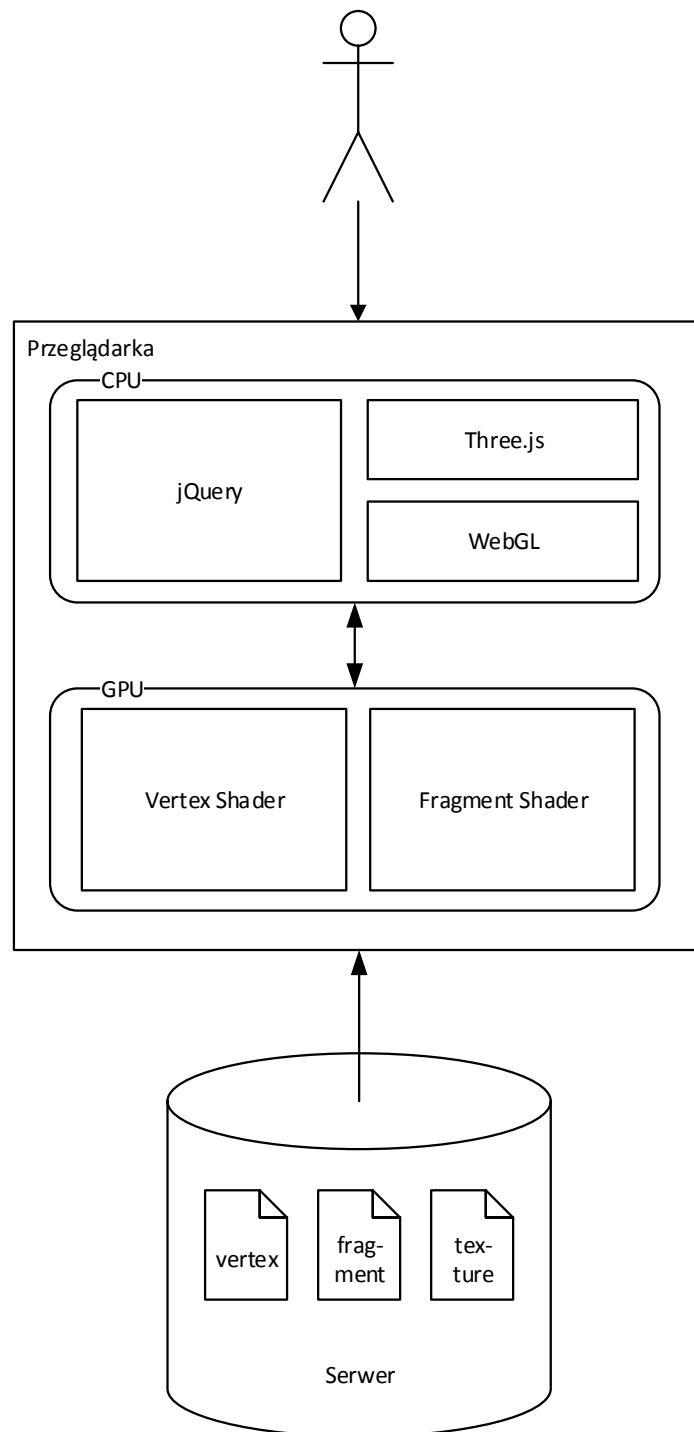 Przeglądarka
CPU
jQuery
Three.js
WebGL
GPU
Vertex Shader
Fragment Shader
vertex
frag-
ment
tex-
ture
Serwer